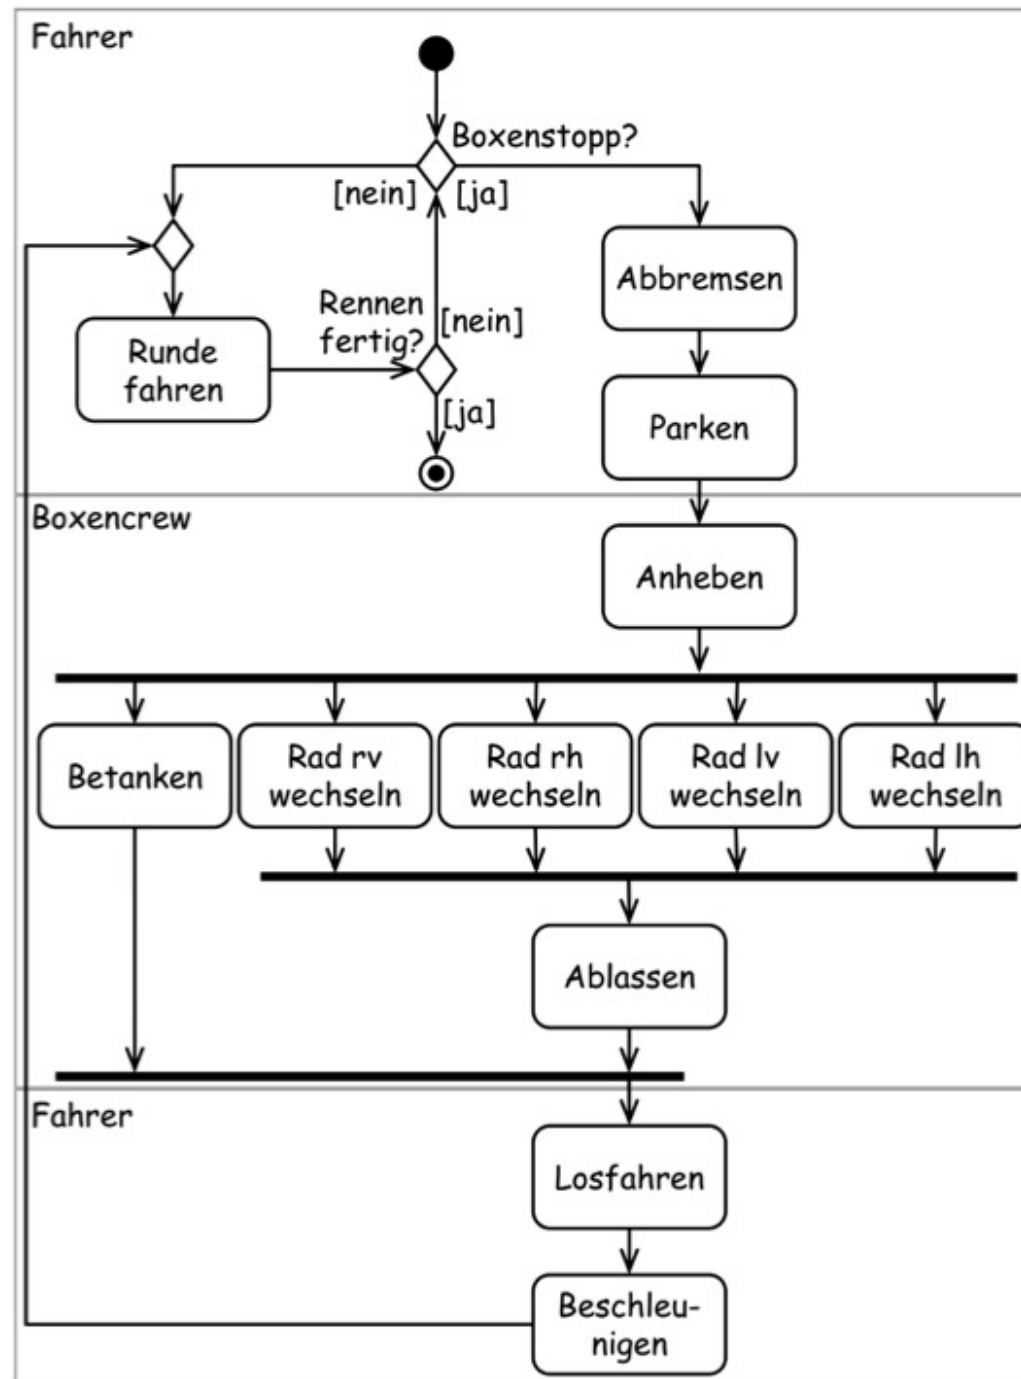 Fahrer
Boxenstopp?
[nein]
[ja]
Abbremsen
Rennen
fertig?
[nein]
Runde
fahren
[ja]
Parken
Boxencrew
Anheben
Betanken
Rad rv
wechseln
Rad rh
wechseln
Rad lv
wechseln
Rad lh
wechseln
Ablassen
Fahrer
Losfahren
Beschleu-
nigen